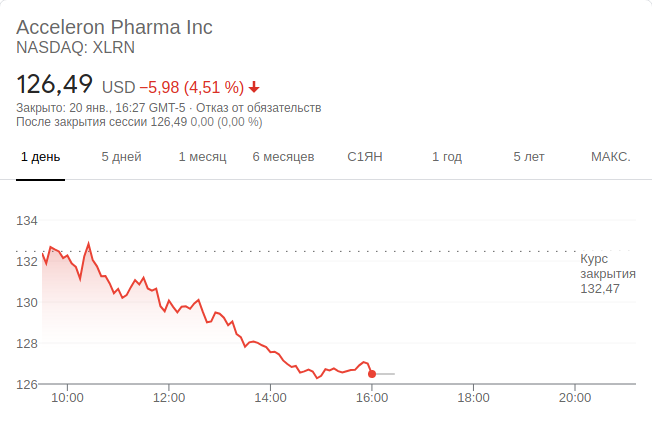 Acceleron Pharma Inc
NASDAQ: XLRN
126,49 USD −5,98 (4,51 %)
Закрыто: 20 янв., 16:27 GMT-5 · Отказ от обязательств
После закрытия сессии 126,49 0,00 (0,00 %)
1 день 5 дней 1 месяц 6 месяцев С1ЯН 1 год 5 лет МАКС.
134
132
130
128
126
Курс
закрытия
132,47
10:00 12:00 14:00 16:00 18:00 20:00